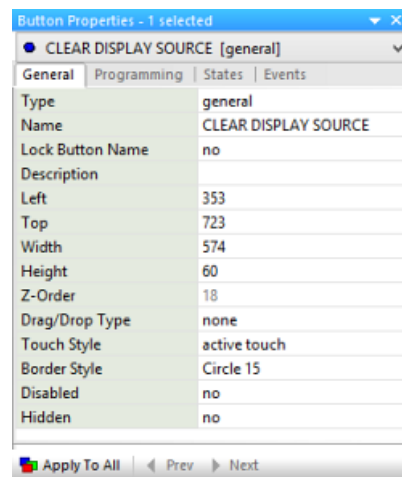 Button Properties - 1 selected
CLEAR DISPLAY SOURCE [general]
General Programming | States | Events
Type general
Name CLEAR DISPLAY SOURCE
Lock Button Name no
Description
Left 353
Top 723
Width 574
Height 60
Z-Order 18
Drag/Drop Type none
Touch Style active touch
Border Style Circle 15
Disabled no
Hidden no
Apply To All Prev Next